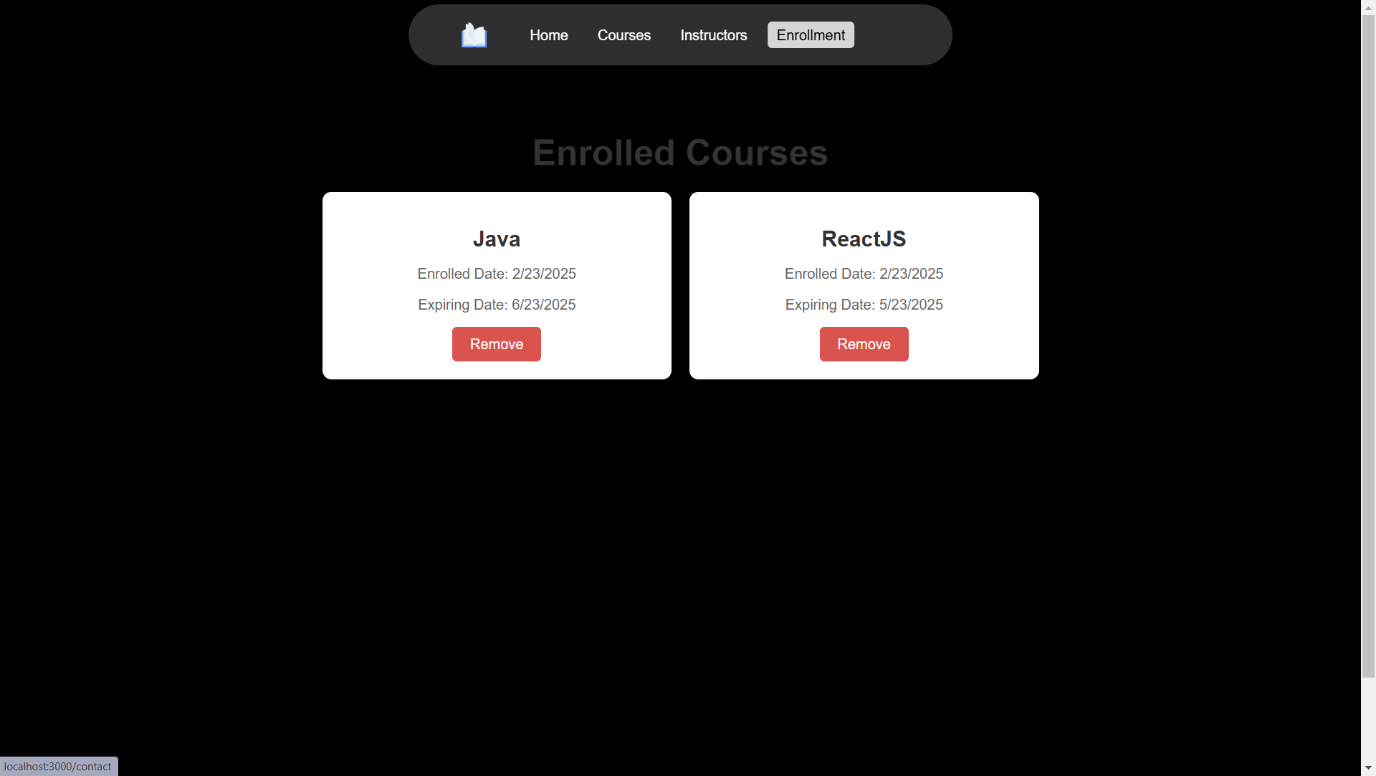 Home Courses Instructors Enrollment
Enrolled Courses
Java
Enrolled Date: 2/23/2025
Expiring Date: 6/23/2025
Remove
ReactJS
Enrolled Date: 2/23/2025
Expiring Date: 5/23/2025
Remove
localhost:3000/contact